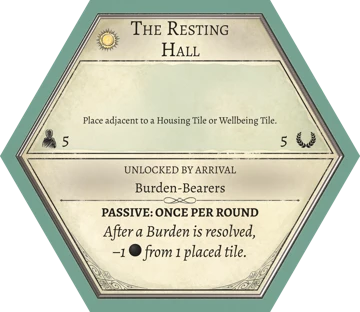 The Resting
Hall
Place adjacent to a Housing Tile or Wellbeing Tile.
5 5
UNLOCKED BY ARRIVAL
Burden-Bearers
PASSIVE: ONCE PER ROUND
After a Burden is resolved,
–1 from 1 placed tile.